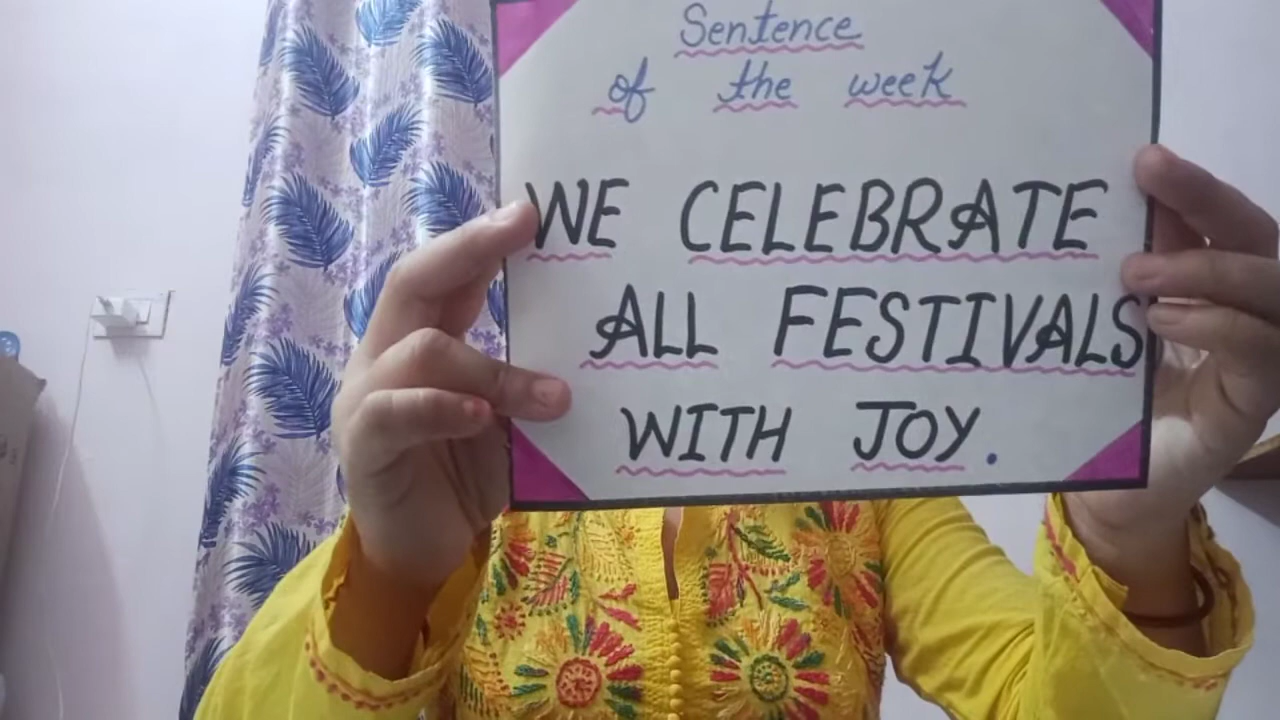 Sentence
of the week
WE CELEBRATE
ALL FESTIVALS
WITH JOY.